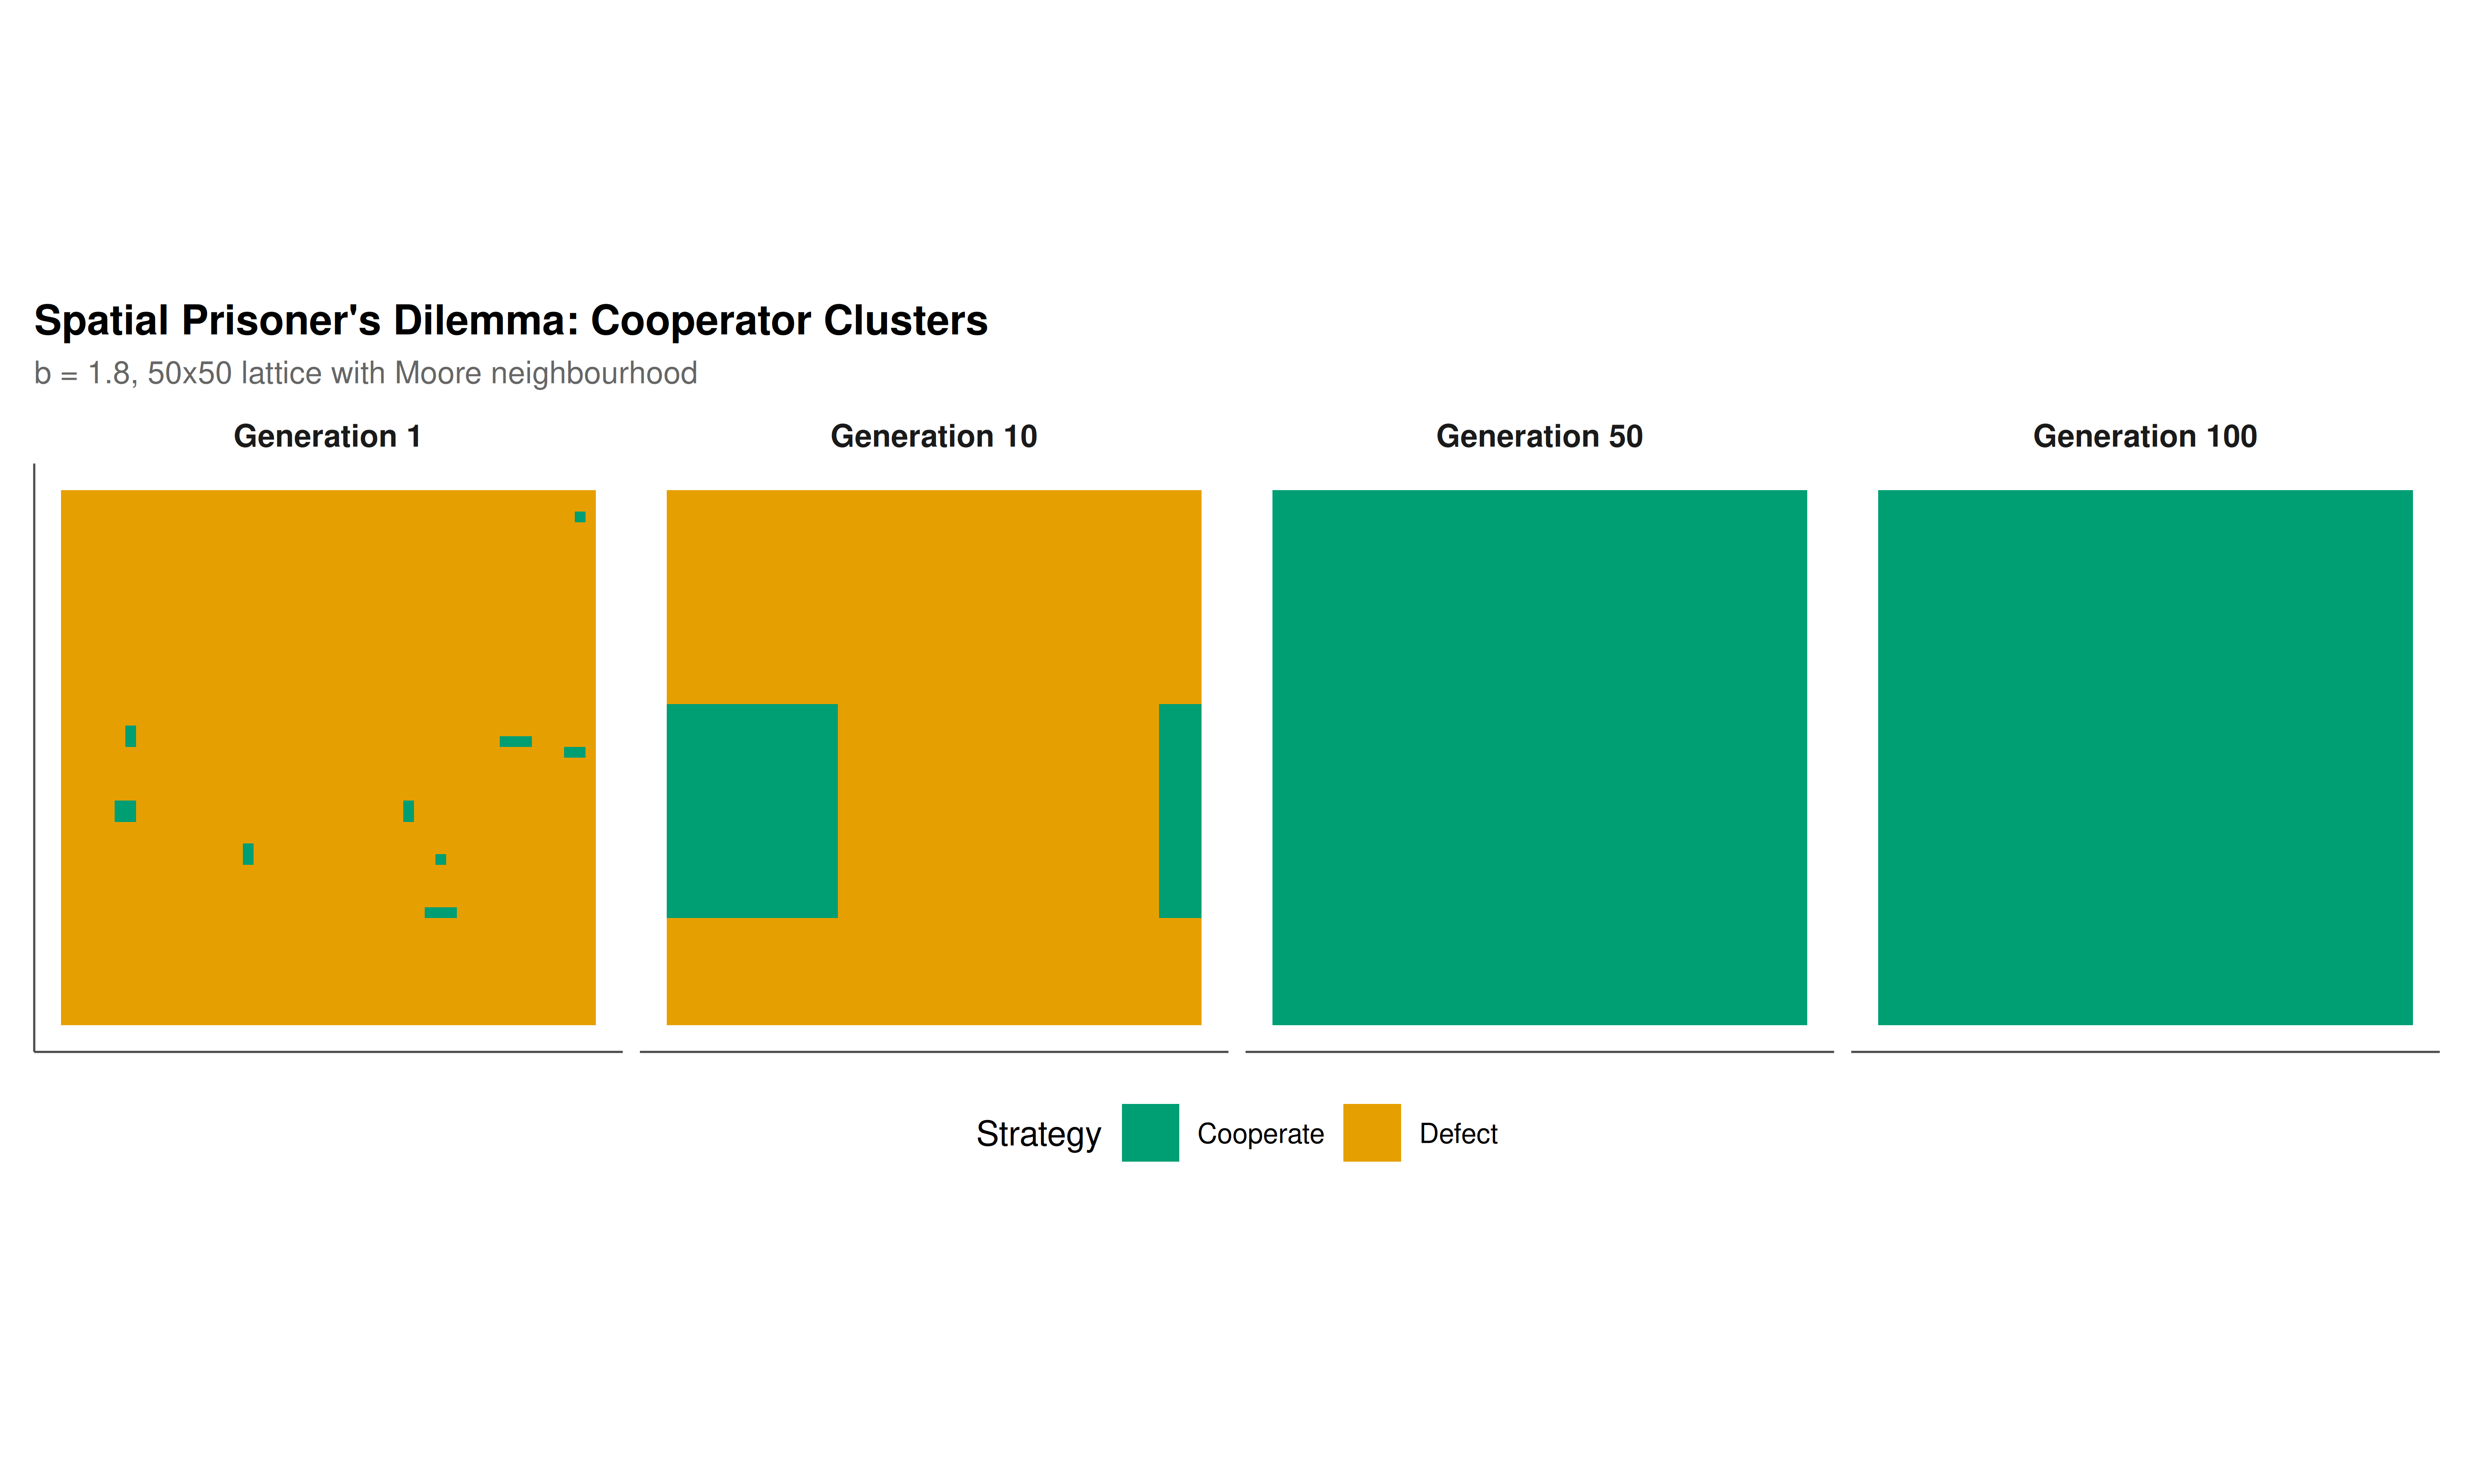 Spatial Prisoner's Dilemma: Cooperator Clusters
b = 1.8, 50x50 lattice with Moore neighbourhood
Generation 1
Generation 10
Generation 50
Generation 100
Strategy
Cooperate
Defect